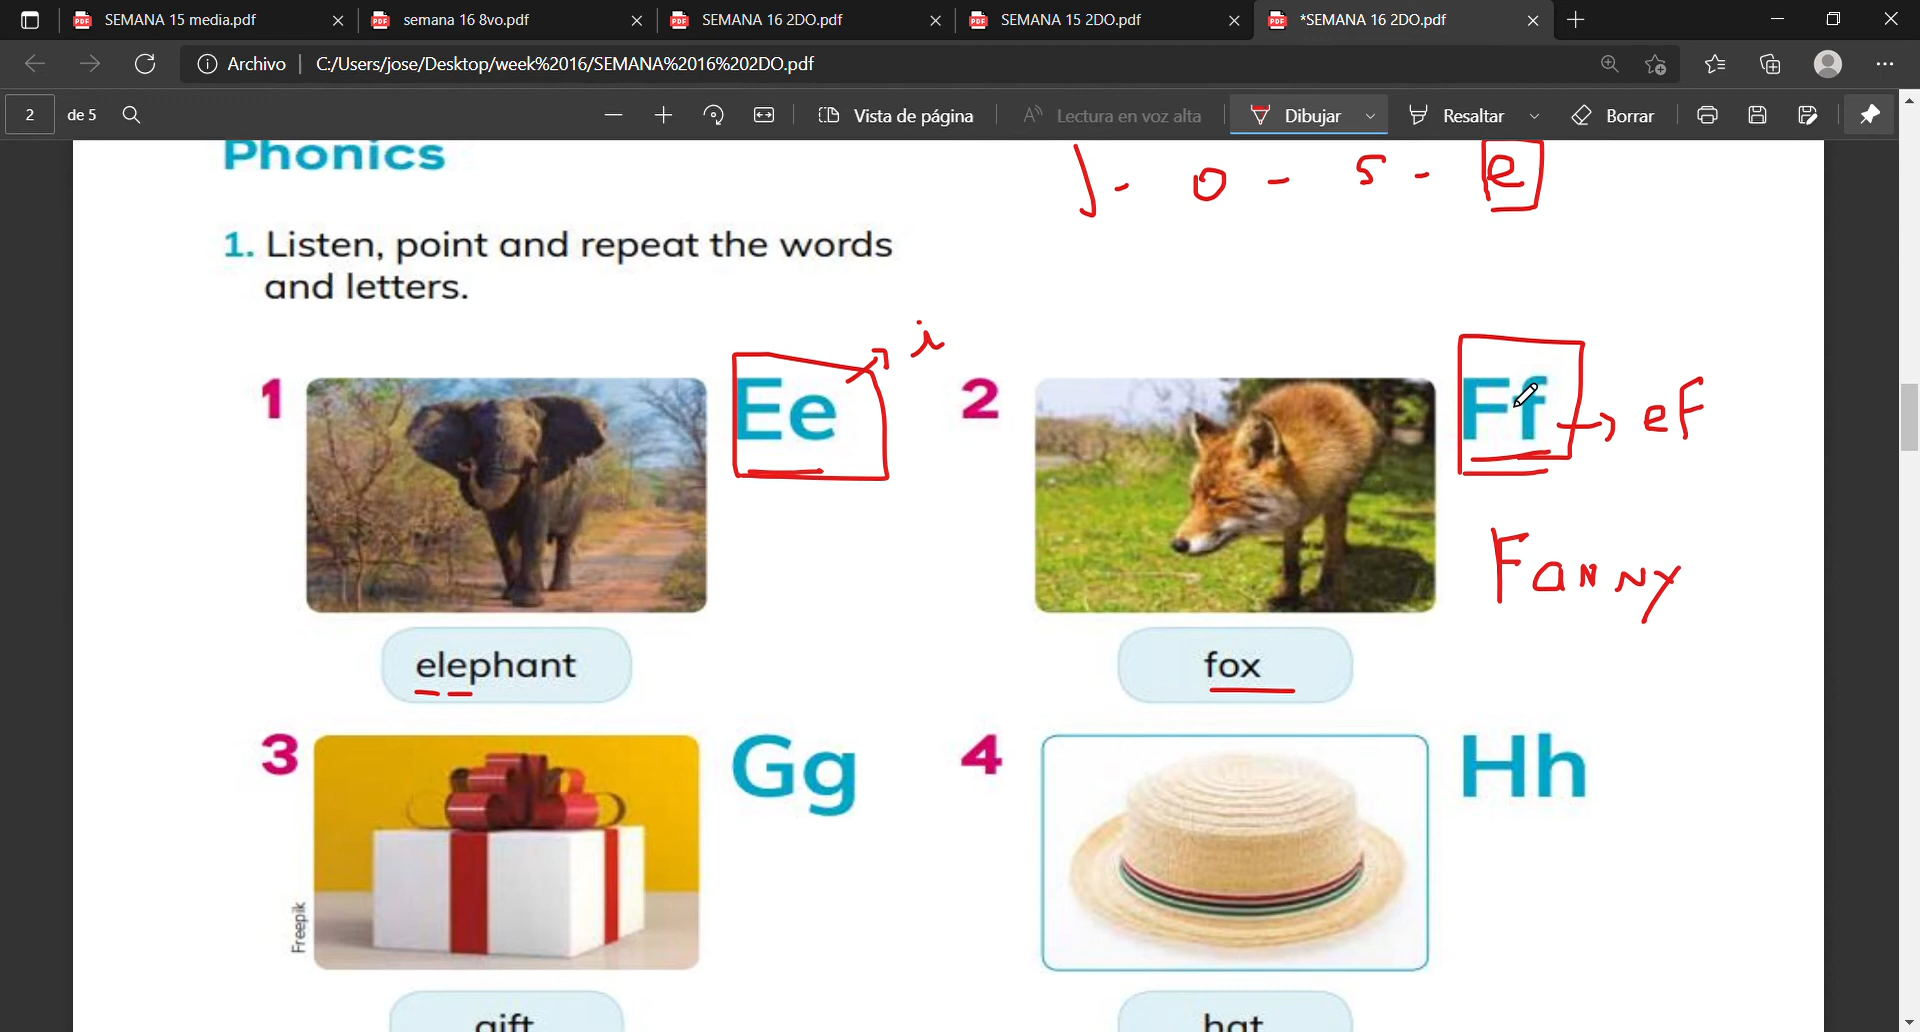 SEMANA 15 media.pdf
semana 16 8vo.pdf
SEMANA 16 2DO.pdf
SEMANA 15 2DO.pdf
*SEMANA 16 2DO.pdf
Archivo
C:/Users/jose/Desktop/week%2016/SEMANA%2016%202DO.pdf
2 de 5
Vista de página
Lectura en voz alta
Dibujar
Resaltar
Borrar
Phonics
J - o - s - e
1. Listen, point and repeat the words
and letters.
1
Ee
i
2
Ff
eF
Fanny
elephant
fox
3
Gg
4
Hh
Freepik
gift
hat